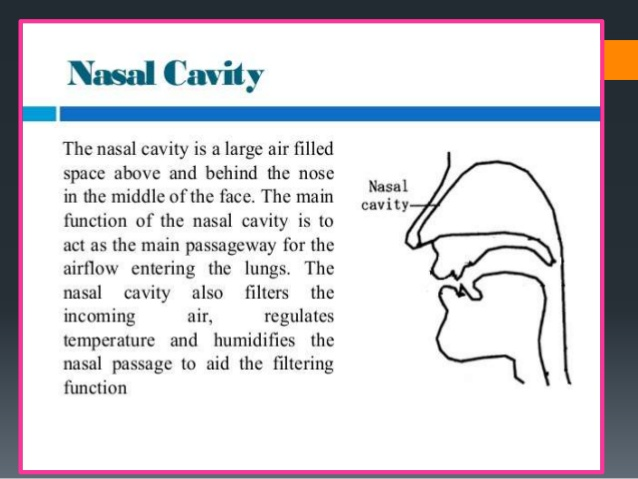 Nasal Cavity
The nasal cavity is a large air filled
space above and behind the nose
in the middle of the face. The main
function of the nasal cavity is to
act as the main passageway for the
airflow entering the lungs. The
nasal cavity also filters the
incoming air, regulates
temperature and humidifies the
nasal passage to aid the filtering
function
Nasal
cavity